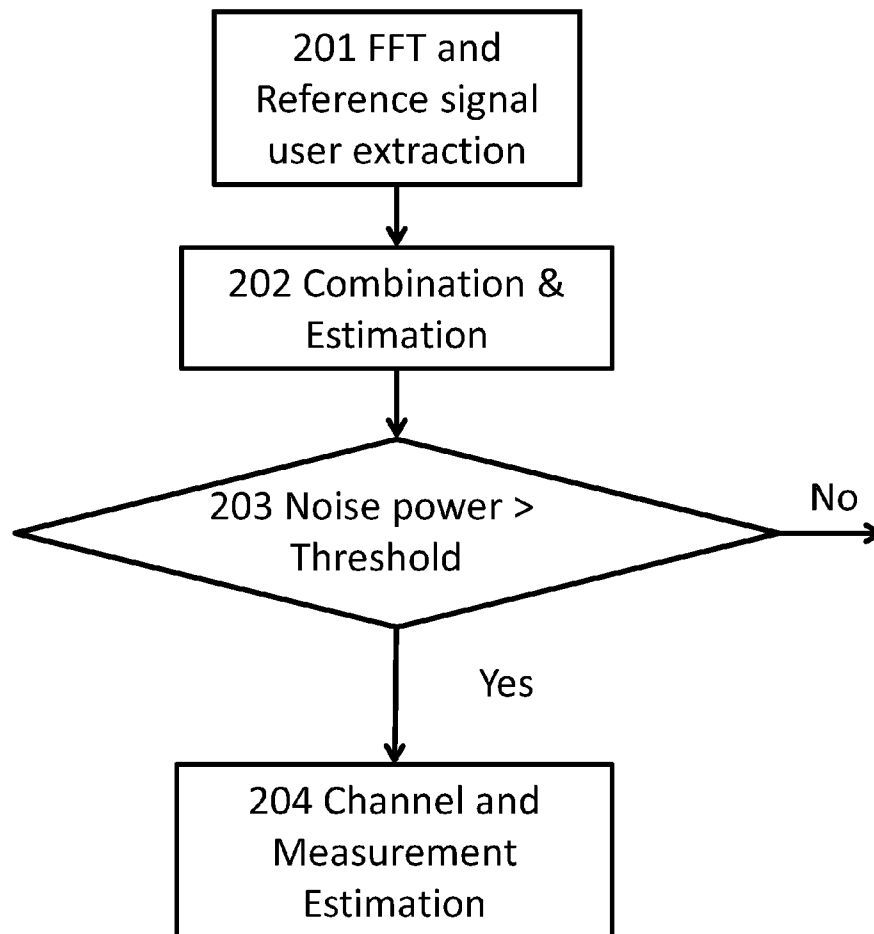 201 FFT and
Reference signal
user extraction
202 Combination &
Estimation
203 Noise power >
Threshold
No
Yes
204 Channel and
Measurement
Estimation